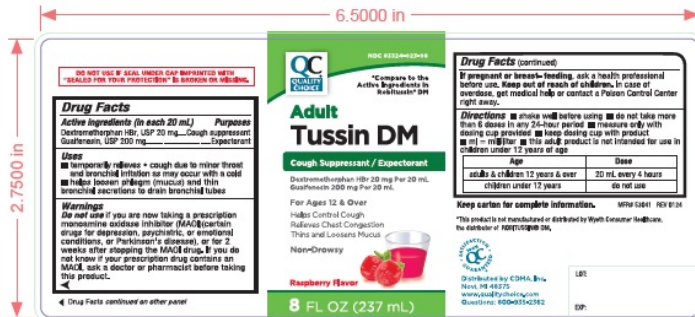 6.5000 in
2.7500 in
DO NOT USE IF SEAL UNDER CAP IMPRINTED WITH
"SEALED FOR YOUR PROTECTION" IS BROKEN OR MISSING.
Drug Facts
Active ingredients (in each 20 mL) Purposes
Dextromethorphan HBr, USP 20 mg Cough suppressant
Guaifenesin, USP 200 mg Expectorant
Uses
■ temporarily relieves • cough due to minor throat
and bronchial irritation as may occur with a cold
■ helps loosen phlegm (mucus) and thin
bronchial secretions to drain bronchial tubes
Warnings
Do not use if you are now taking a prescription
monoamine oxidase inhibitor (MAOI)(certain
drugs for depression, psychiatric, or emotional
conditions, or Parkinson's disease), or for 2
weeks after stopping the MAOI drug. If you do
not know if your prescription drug contains an
MAOI, ask a doctor or pharmacist before taking
this product.
Drug Facts continued on another panel
QC
QUALITY
CHOICE
*Compare to the
Active Ingredients in
Robitussin® DM
Adult
Tussin DM
Cough Suppressant / Expectorant
Dextromethorphan HBr 20 mg Per 20 mL
Guaifenesin 200 mg Per 20 mL
For Ages 12 & Over
Helps Control Cough
Relieves Chest Congestion
Thins and Loosens Mucus
Non-Drowsy
Raspberry Flavor
8 FL OZ (237 mL)
Drug Facts (continued)
If pregnant or breast-feeding, ask a health professional
before use. Keep out of reach of children. In case of
overdose, get medical help or contact a Poison Control Center
right away.
Directions ■ shake well before using ■ do not take more
than 6 doses in any 24-hour period ■ measure only with
dosing cup provided ■ keep dosing cup with product
■ ml = milliliter ■ this adult product is not intended for use in
children under 12 years of age
Age Dose
adults & children 12 years & over 20 mL every 4 hours
children under 12 years do not use
Keep carton for complete information.
*This product is not manufactured or distributed by Wyeth Consumer Healthcare,
the distributor of ROBITUSSIN® DM.
SATISFACTION
GUARANTEED
Distributed by CDMA, Inc.
Novi, MI 48375
www.qualitychoice.com
Questions: 800-935-2362
LOT:
EXP: